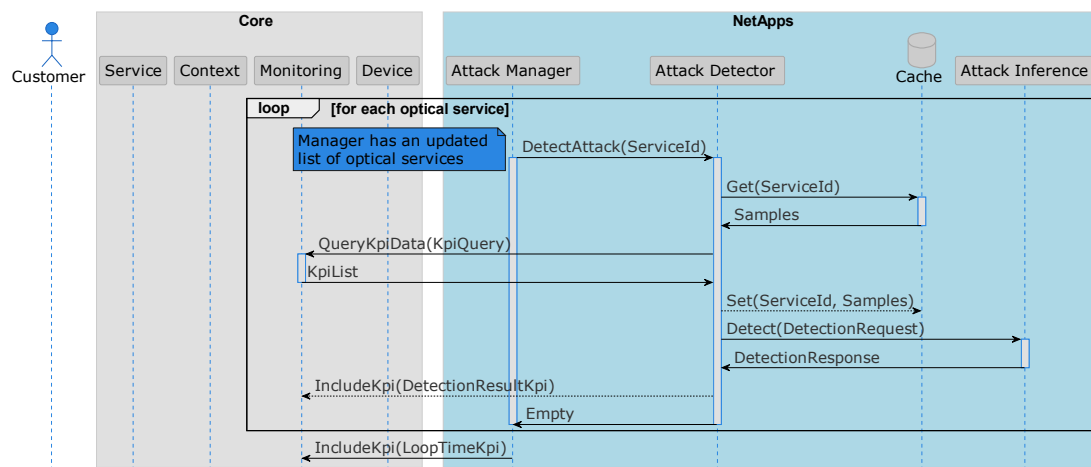 Core
NetApps
Customer
Service
Context
Monitoring
Device
Attack Manager
Attack Detector
Cache
Attack Inference
loop
[for each optical service]
Manager has an updated
list of optical services
DetectAttack(ServiceId)
Get(ServiceId)
Samples
QueryKpiData(KpiQuery)
KpiList
Set(ServiceId, Samples)
Detect(DetectionRequest)
DetectionResponse
IncludeKpi(DetectionResultKpi)
Empty
IncludeKpi(LoopTimeKpi)